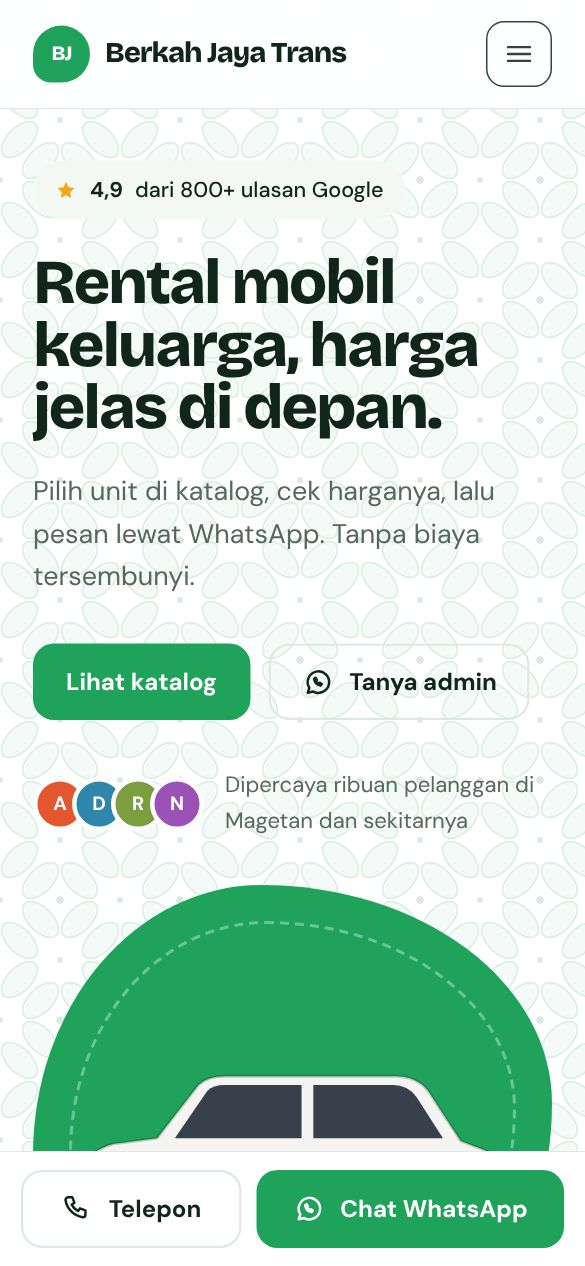 BJ Berkah Jaya Trans
4,9 dari 800+ ulasan Google
Rental mobil
keluarga, harga
jelas di depan.
Pilih unit di katalog, cek harganya, lalu
pesan lewat WhatsApp. Tanpa biaya
tersembunyi.
Lihat katalog Tanya admin
A D R N
Dipercaya ribuan pelanggan di
Magetan dan sekitarnya
Telepon Chat WhatsApp